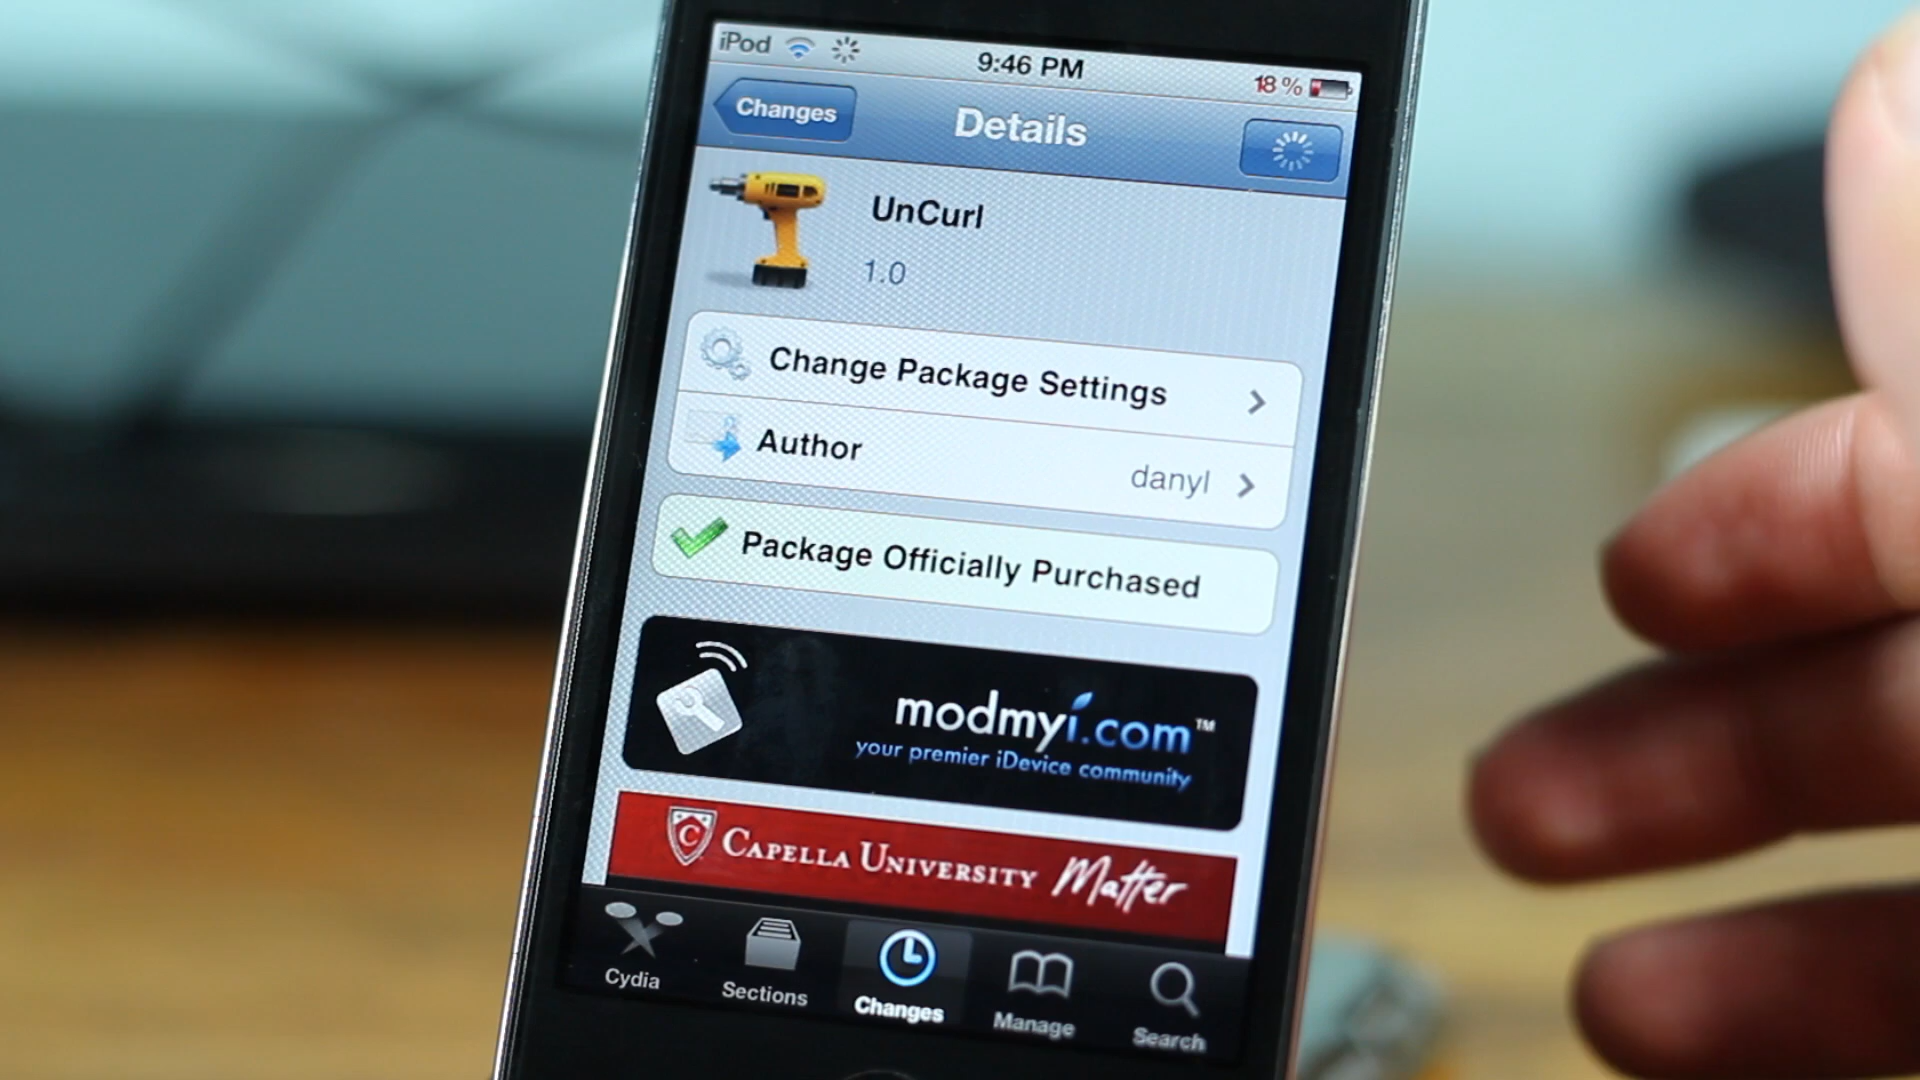 iPod 9:46 PM 18%
Changes Details
UnCurl
1.0
Change Package Settings
Author danyl
Package Officially Purchased
modmyi.com™
your premier iDevice community
C CAPELLA UNIVERSITY Matter
Cydia Sections Changes Manage Search